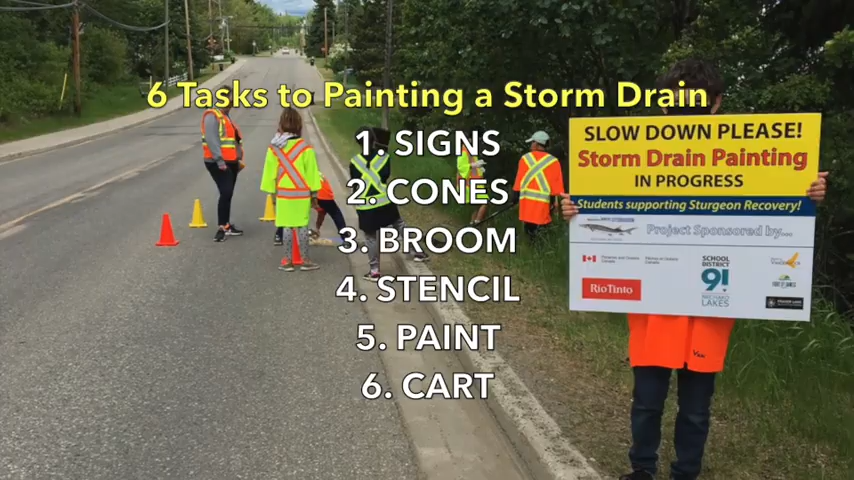 6 Tasks to Painting a Storm Drain
1. SIGNS
2. CONES
3. BROOM
4. STENCIL
5. PAINT
6. CART
SLOW DOWN PLEASE!
Storm Drain Painting
IN PROGRESS
Students supporting Sturgeon Recovery!
Project Sponsored by...
RioTinto
SCHOOL
DISTRICT
91
LAKES